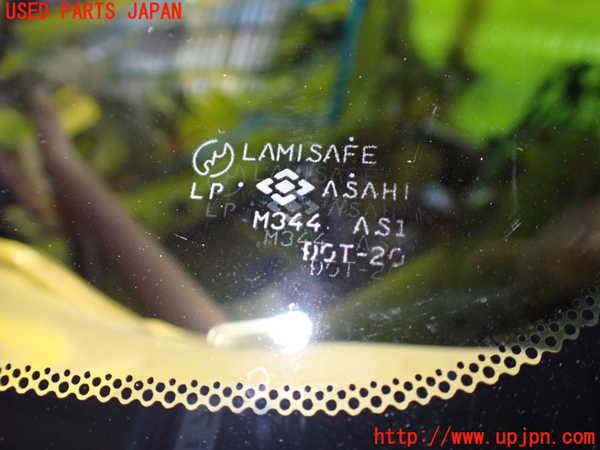 USED PARTS JAPAN
LAMISAFE
LP ASAHI
M344 AS1
DOT-20
http://www.upjpn.com/